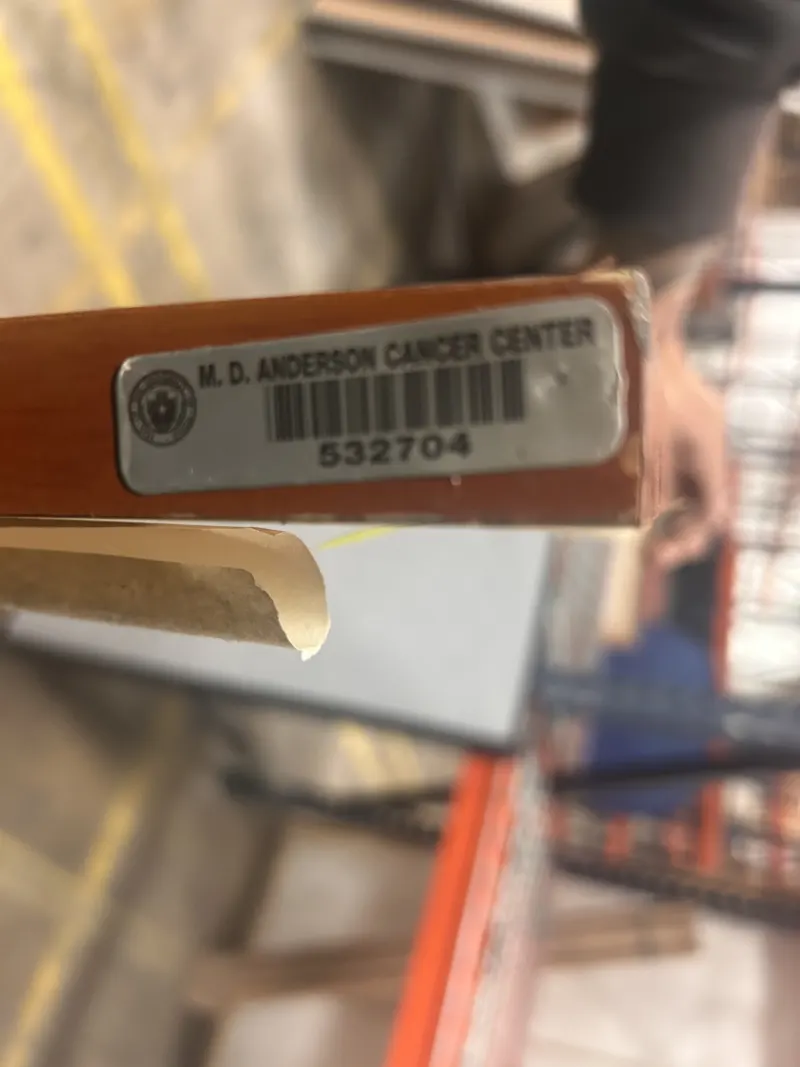 M. D. ANDERSON CANCER CENTER
532704